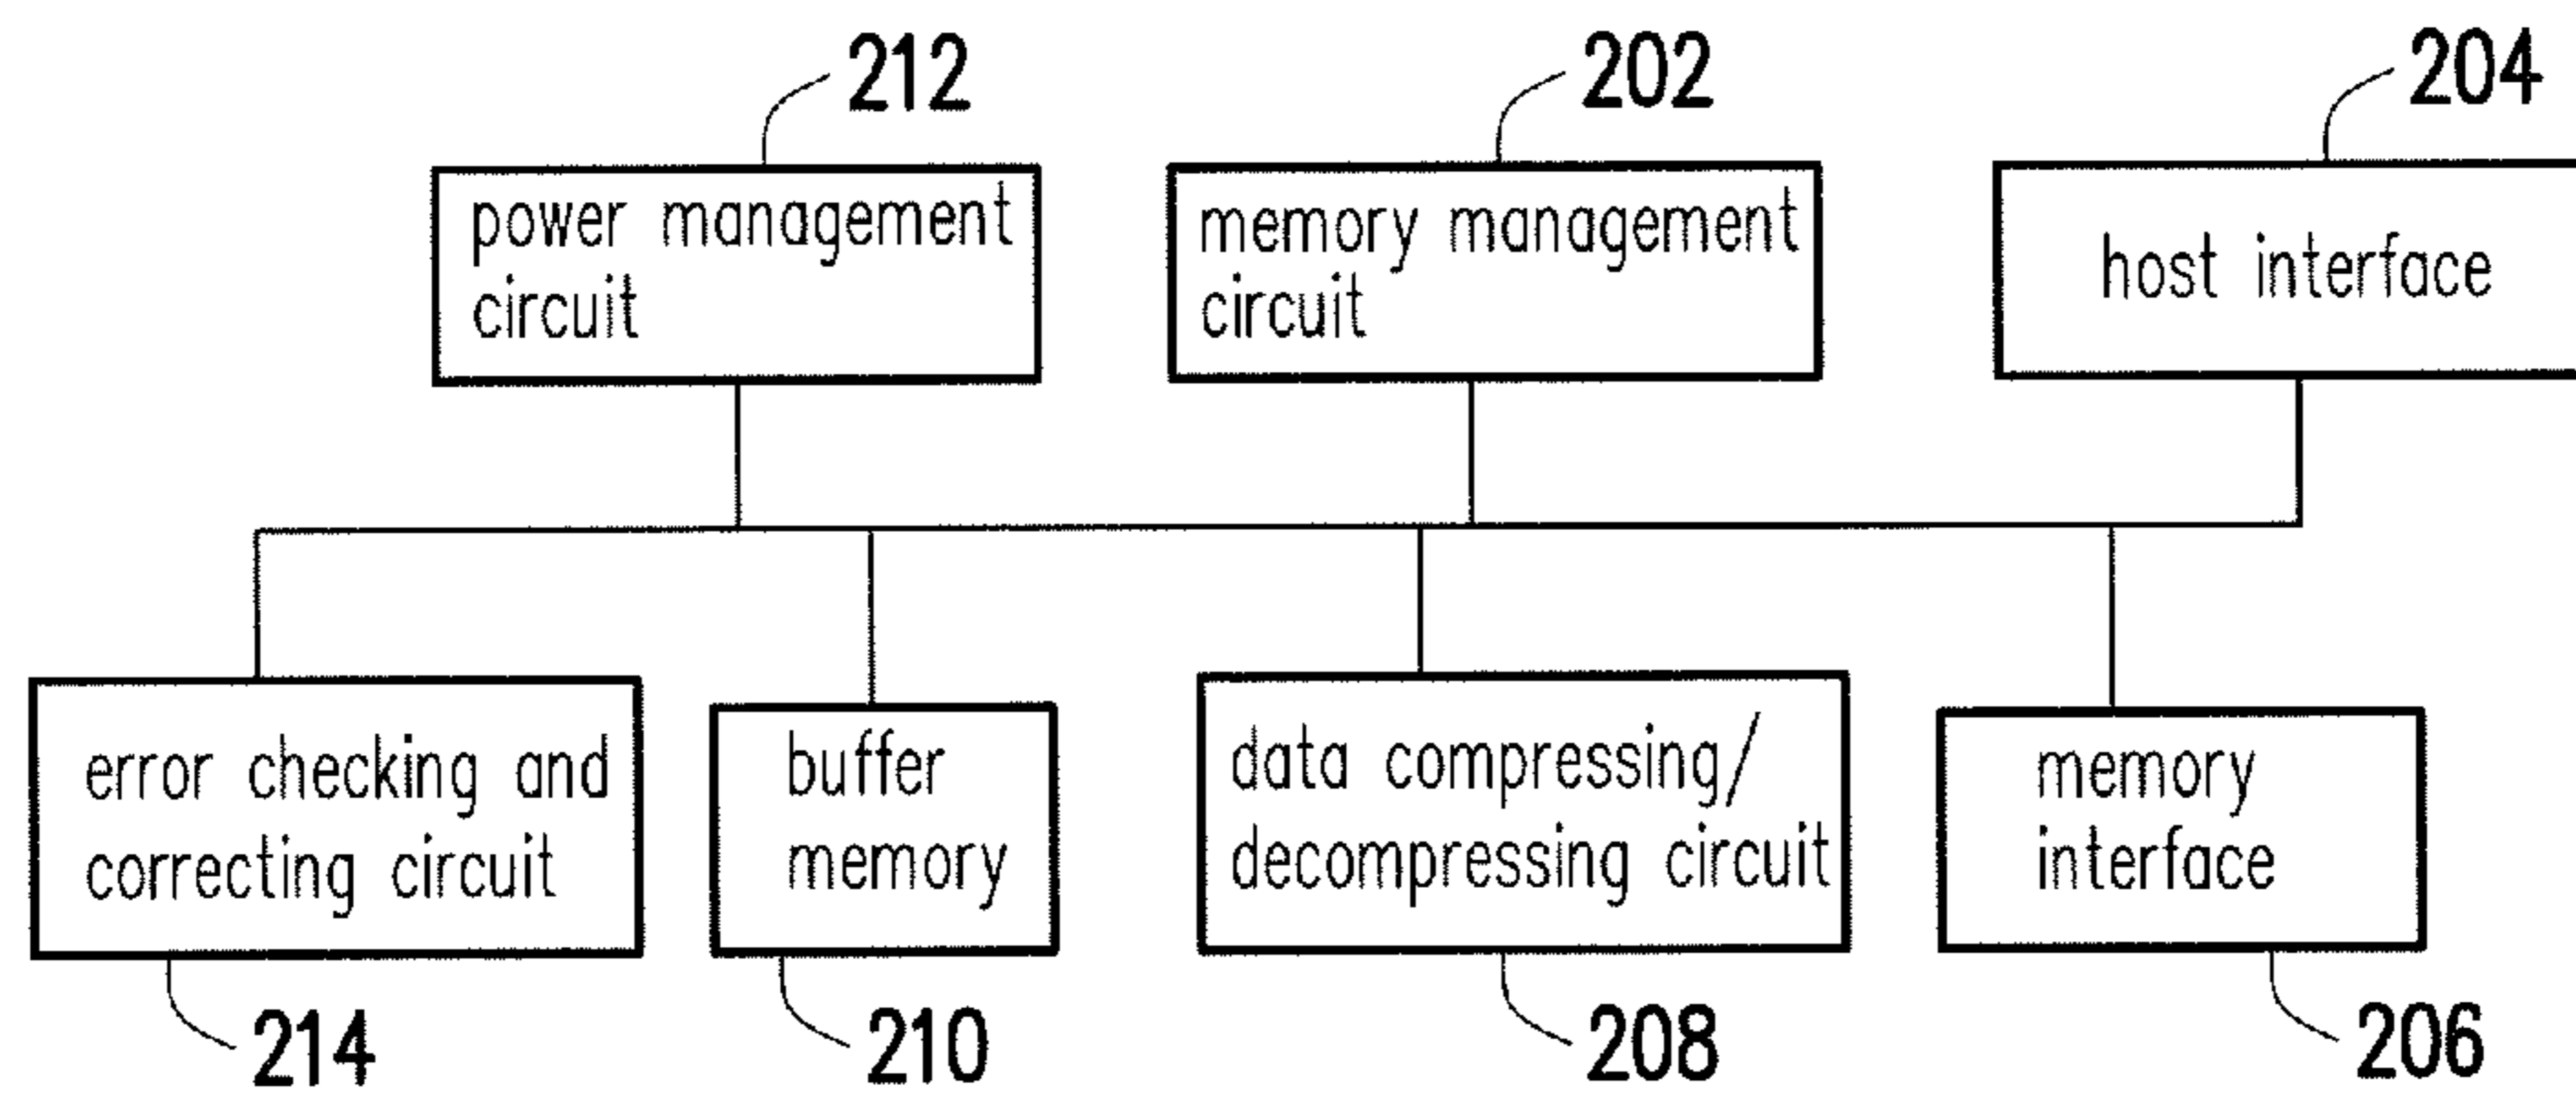 212
202
204
power management
circuit
memory management
circuit
host interface
error checking and
correcting circuit
buffer
memory
data compressing/
decompressing circuit
memory
interface
214
210
208
206